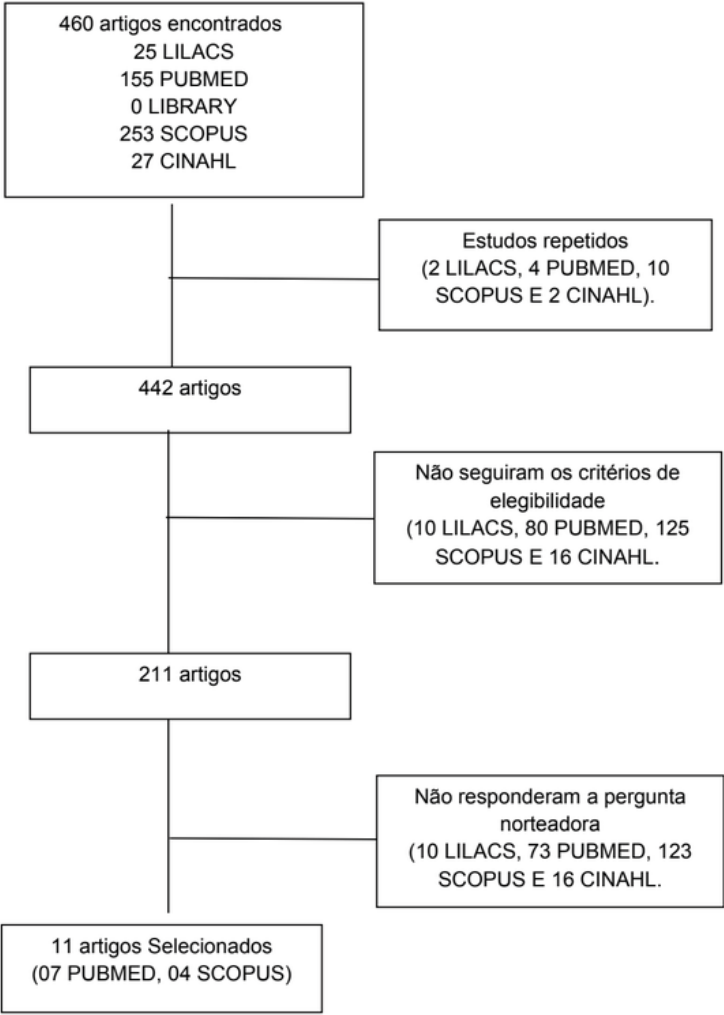 460 artigos encontrados
25 LILACS
155 PUBMED
0 LIBRARY
253 SCOPUS
27 CINAHL
Estudos repetidos
(2 LILACS, 4 PUBMED, 10
SCOPUS E 2 CINAHL).
442 artigos
Não seguiram os critérios de
elegibilidade
(10 LILACS, 80 PUBMED, 125
SCOPUS E 16 CINAHL.
211 artigos
Não responderam a pergunta
norteadora
(10 LILACS, 73 PUBMED, 123
SCOPUS E 16 CINAHL.
11 artigos Selecionados
(07 PUBMED, 04 SCOPUS)